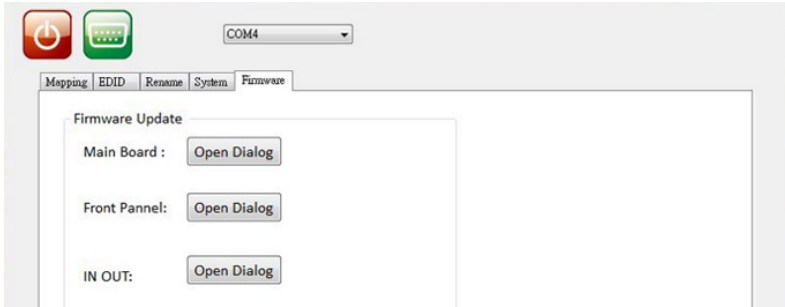 COM4
Mapping EDID Rename System Firmware
Firmware Update
Main Board : Open Dialog
Front Pannel: Open Dialog
IN OUT: Open Dialog